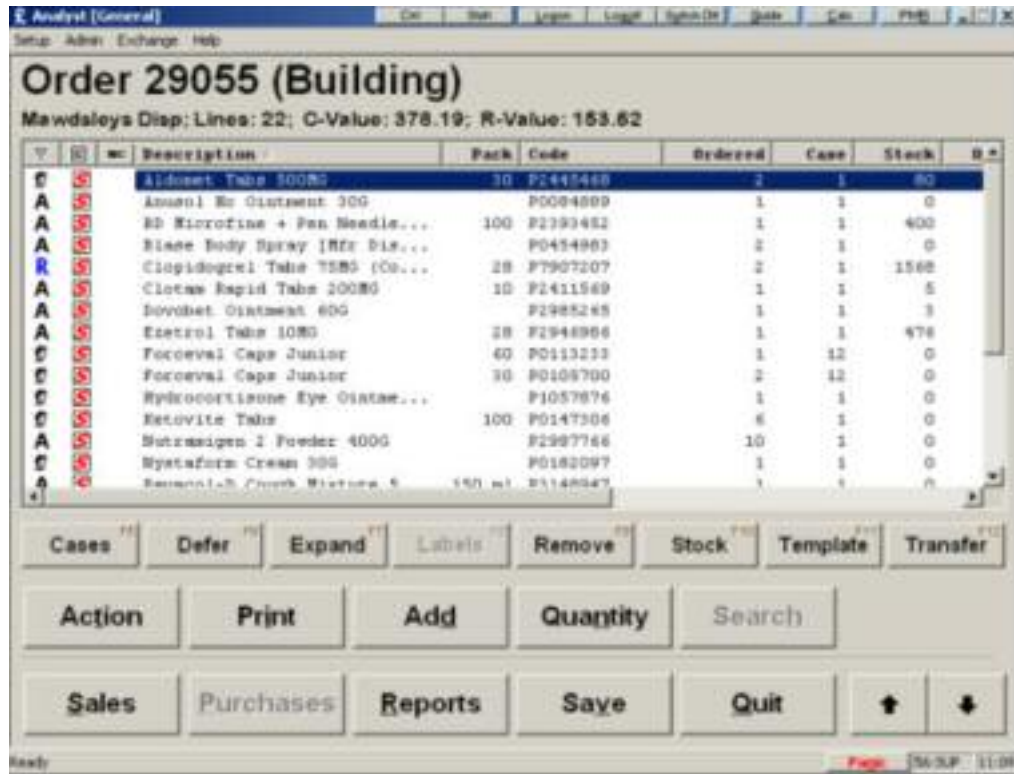 Analyst [General]
Setup Admin Exchange Help
Order 29055 (Building)
Mawdsleys Disp; Lines: 22; C-Value: 378.19; R-Value: 153.62
Description Pack Code Ordered Case Stock
Aldomet Tabs 500MG 30 P2445468 2 1 80
A Anusol Hc Ointment 30G P0084889 1 1 0
A BD Microfine + Pen Needle... 100 P2393452 1 1 400
A Blase Body Spray [Mfr Dis... P0454983 2 1 0
R Clopidogrel Tabs 75MG (Co... 28 P7907207 2 1 1568
A Clotam Rapid Tabs 200MG 10 P2411569 1 1 5
A Dovobet Ointment 60G P2985265 1 1 3
A Ezetrol Tabs 10MG 28 P2946986 1 1 476
Forceval Caps Junior 60 P0113233 1 12 0
Forceval Caps Junior 30 P0105700 2 12 0
Hydrocortisone Eye Ointme... P1057876 1 1 0
Ketovite Tabs 100 P0147306 6 1 0
A Nutramigen 2 Powder 400G P2987766 10 1 0
Nystaform Cream 30G P0182097 1 1 0
Cases Defer Expand Labels Remove Stock Template Transfer
Action Print Add Quantity Search
Sales Purchases Reports Save Quit
Ready